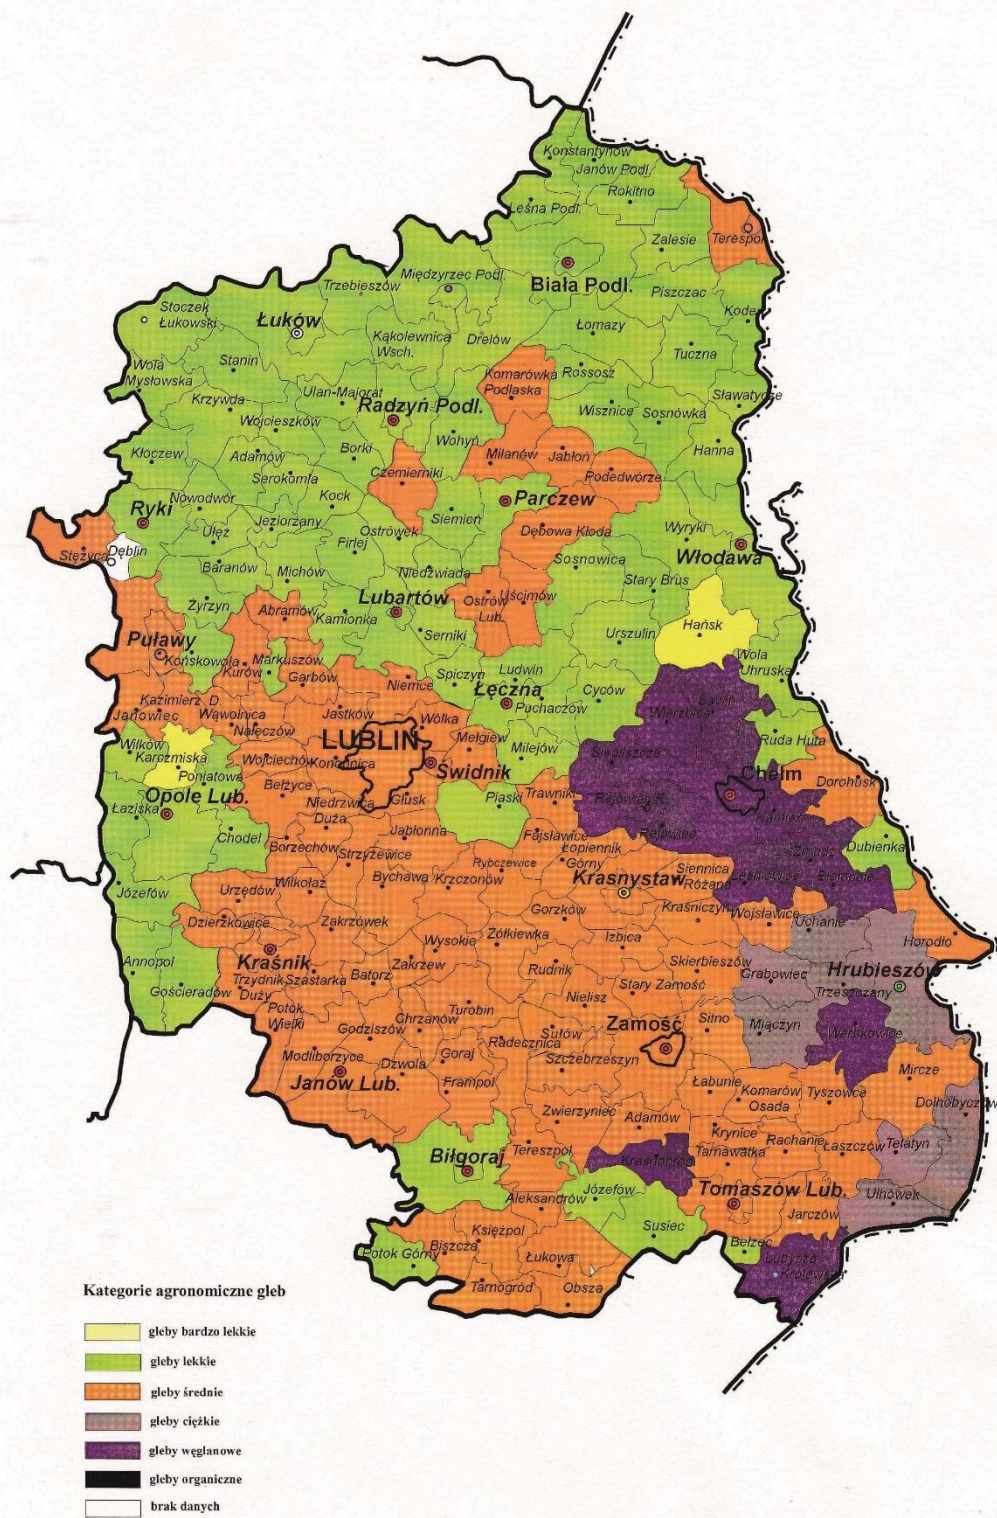 Konstantynów
Janów Podl.
Rokitno
Leśna Podl.
Terespol
Zalesie
Międzyrzec Podl.
Trzebieszów
Biała Podl.
Piszczac
Stoczek
Łukowski
Łuków
Kodeń
Kąkolewnica
Wsch.
Drelów
Łomazy
Tuczna
Wola
Mysłowska
Stanin
Komarówka
Podlaska
Rossosz
Ulan-Majorat
Krzywda
Radzyń Podl.
Wisznice
Sosnówka
Sławatycze
Wojcieszków
Wohyń
Hanna
Kłoczew
Adamów
Borki
Milanów
Jabłoń
Podedwórze
Serokomla
Czemierniki
Nowodwór
Kock
Parczew
Ryki
Siemień
Jeziorzany
Ułęż
Ostrówek
Dębowa Kłoda
Wyryki
Firlej
Włodawa
Stężyca
Dęblin
Baranów
Michów
Niedźwiada
Sosnowica
Stary Brus
Żyrzyn
Abramów
Kamionka
Lubartów
Ostrów
Lub.
Uścimów
Hańsk
Puławy
Serniki
Urszulin
Końskowola
Kurów
Markuszów
Garbów
Wola
Uhruska
Niemce
Spiczyn
Ludwin
Łęczna
Cyców
Puchaczów
Kazimierz D.
Janowiec
Wąwolnica
Nałęczów
Jastków
Wólka
Sawin
Wierzbica
Wilków
Karczmiska
Wojciechów
LUBLIN
Konopnica
Mełgiew
Milejów
Siedliszcze
Ruda Huta
Świdnik
Poniatowa
Chełm
Dorohusk
Opole Lub.
Łaziska
Bełżyce
Niedrzwica
Duża
Głusk
Piaski
Trawniki
Rejowiec F.
Kamień
Chodel
Borzechów
Jabłonna
Fajsławice
Rejowiec
Dubienka
Strzyżewice
Łopiennik
Górny
Żmudź
Rybczewice
Siennica
Różana
Leśniowice
Białopole
Józefów
Urzędów
Wilkołaz
Bychawa
Krzczonów
Krasnystaw
Dzierzkowice
Zakrzówek
Gorzków
Kraśniczyn
Wojsławice
Uchanie
Horodło
Wysokie
Żółkiewka
Izbica
Annopol
Kraśnik
Zakrzew
Rudnik
Skierbieszów
Grabowiec
Hrubieszów
Gościeradów
Trzydnik
Duży
Szastarka
Batorz
Trzeszczany
Nielisz
Stary Zamość
Potok
Wielki
Turobin
Godziszów
Chrzanów
Sułów
Zamość
Sitno
Miączyn
Werbkowice
Radecznica
Modliborzyce
Goraj
Szczebrzeszyn
Dzwola
Janów Lub.
Frampol
Mircze
Łabunie
Komarów
Osada
Tyszowce
Dołhobyczów
Zwierzyniec
Adamów
Krynice
Rachanie
Biłgoraj
Tereszpol
Krasnobród
Tarnawatka
Łaszczów
Telatyn
Aleksandrów
Józefów
Tomaszów Lub.
Ulhówek
Jarczów
Księżpol
Susiec
Bełżec
Potok Górny
Biszcza
Łukowa
Lubycza
Królewska
Tarnogród
Obsza
Kategorie agronomiczne gleb
gleby bardzo lekkie
gleby lekkie
gleby średnie
gleby ciężkie
gleby węglanowe
gleby organiczne
brak danych